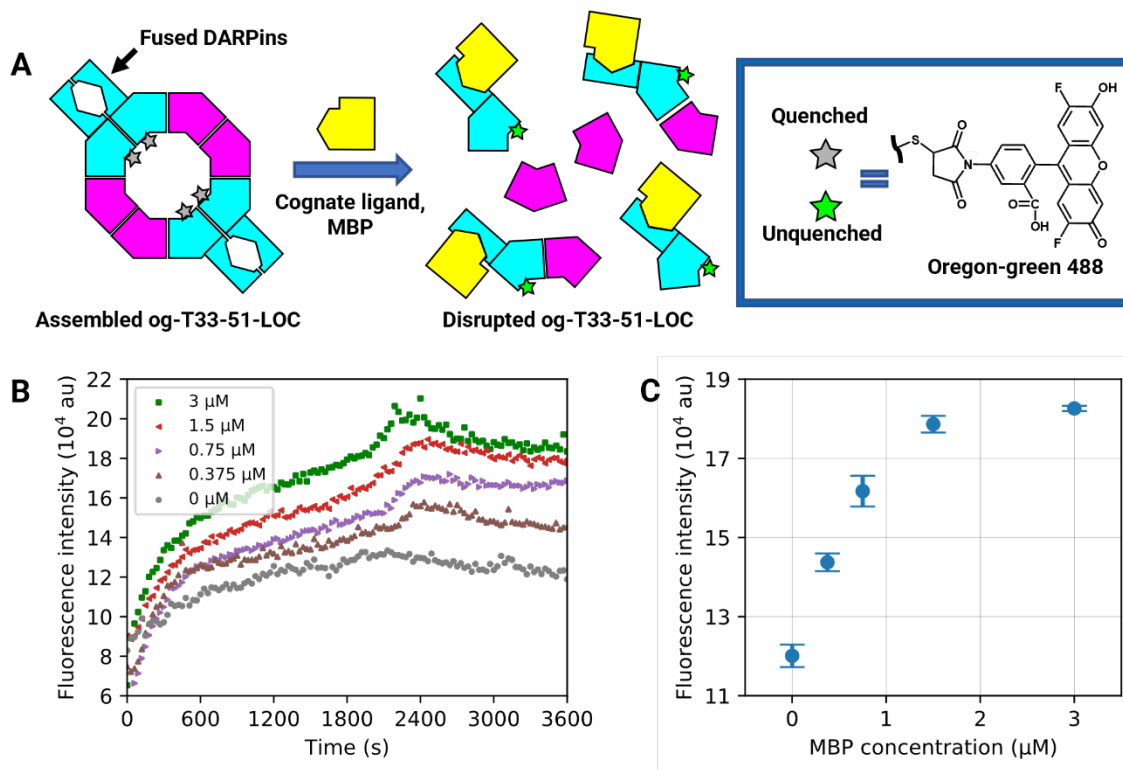 A
Fused DARPins
Cognate ligand,
MBP
Assembled og-T33-51-LOC
Disrupted og-T33-51-LOC
Quenched
Unquenched
=
S
N
O
O
O
OH
F
OH
O
F
O
Oregon-green 488
B
Fluorescence intensity (10⁴ au)
22
20
18
16
14
12
10
8
6
3 µM
1.5 µM
0.75 µM
0.375 µM
0 µM
0 600 1200 1800 2400 3000 3600
Time (s)
C
Fluorescence intensity (10⁴ au)
19
17
15
13
11
0 1 2 3
MBP concentration (µM)